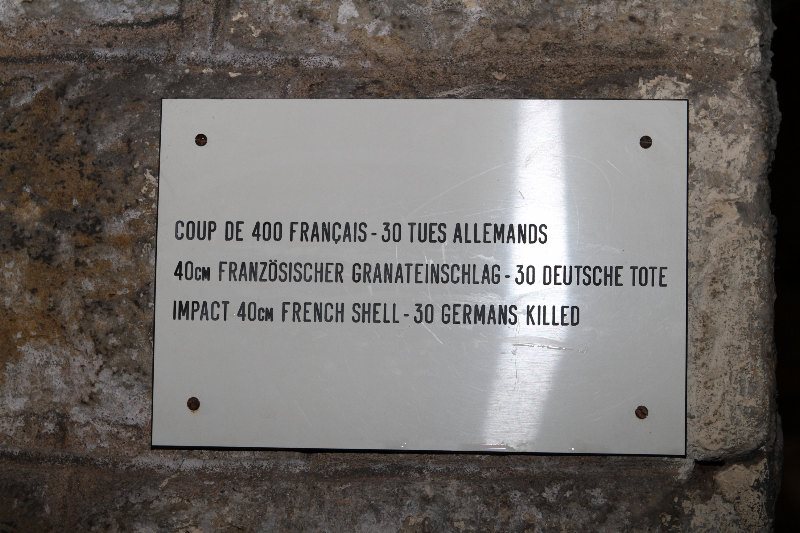 COUP DE 400 FRANÇAIS - 30 TUES ALLEMANDS
40CM FRANZÖSISCHER GRANATEINSCHLAG - 30 DEUTSCHE TOTE
IMPACT 40CM FRENCH SHELL - 30 GERMANS KILLED